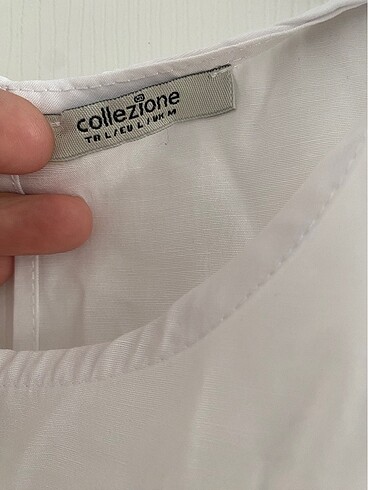 collezione
TR L / EU L / UK M